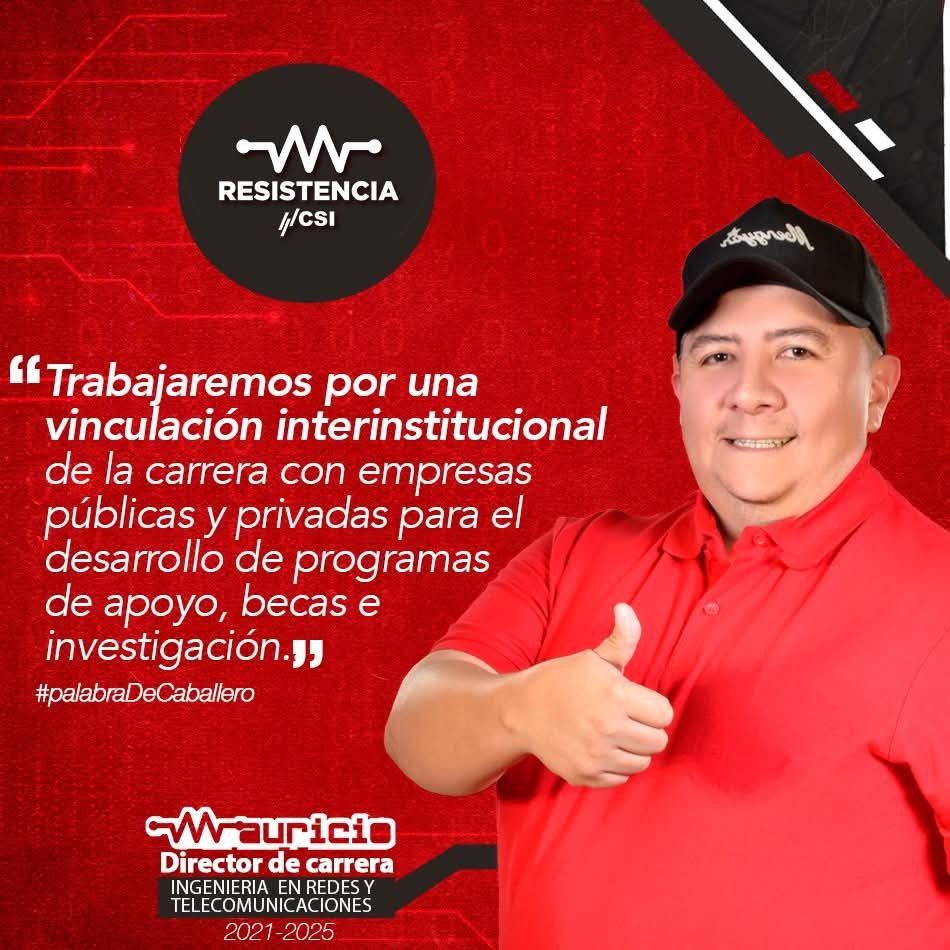 RESISTENCIA
CSI
“Trabajaremos por una
vinculación interinstitucional
de la carrera con empresas
públicas y privadas para el
desarrollo de programas
de apoyo, becas e
investigación.„
#palabraDeCaballero
Mauricio
Director de carrera
INGENIERIA EN REDES Y
TELECOMUNICACIONES
2021-2025